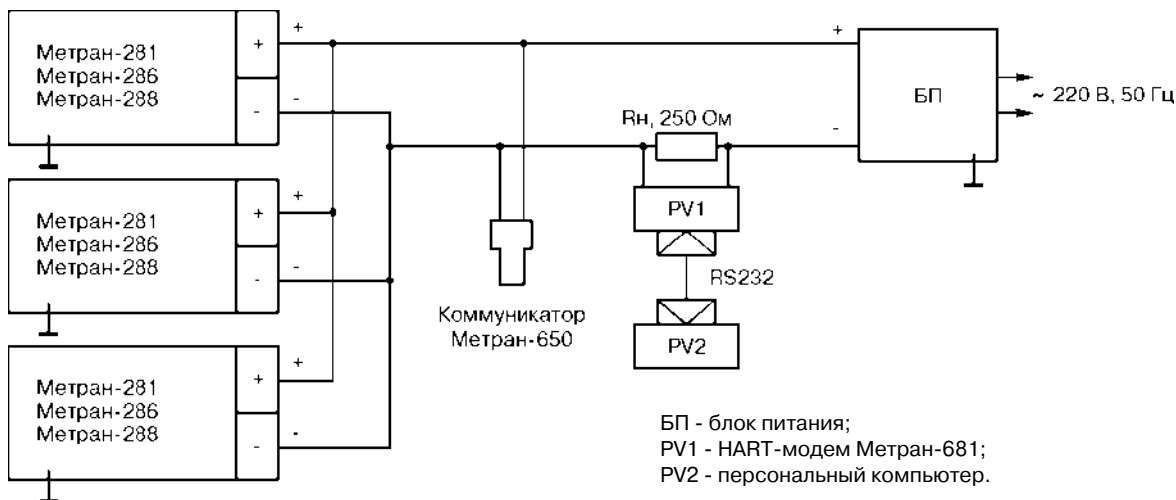 Метран-281
Метран-286
Метран-288
+
-
+
-
Метран-281
Метран-286
Метран-288
+
-
+
-
Метран-281
Метран-286
Метран-288
+
-
+
-
Коммуникатор
Метран-650
Rн, 250 Ом
PV1
RS232
PV2
+
-
БП
~ 220 В, 50 Гц
БП - блок питания;
PV1 - HART-модем Метран-681;
PV2 - персональный компьютер.